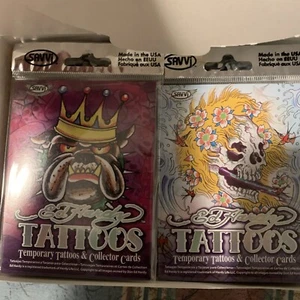 SAVVI
Made in the USA
Hecho en EEUU
Fabriqué aux USA
SAVVI
Ed Hardy
TATTOOS
Temporary Tattoos & Collector Cards
SAVVI
Made in the USA
Hecho en EEUU
Fabriqué aux USA
SAVVI
Ed Hardy
TATTOOS
Temporary Tattoos & Collector Cards